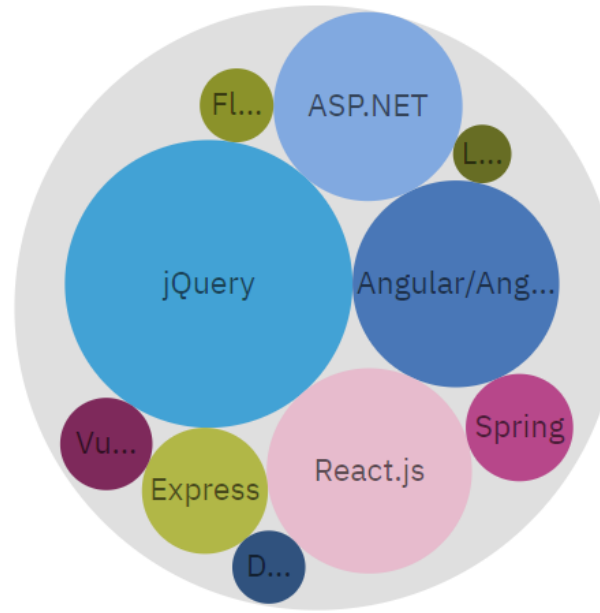 Fl...
ASP.NET
L...
jQuery
Angular/Ang...
Spring
Vu...
Express
React.js
D...